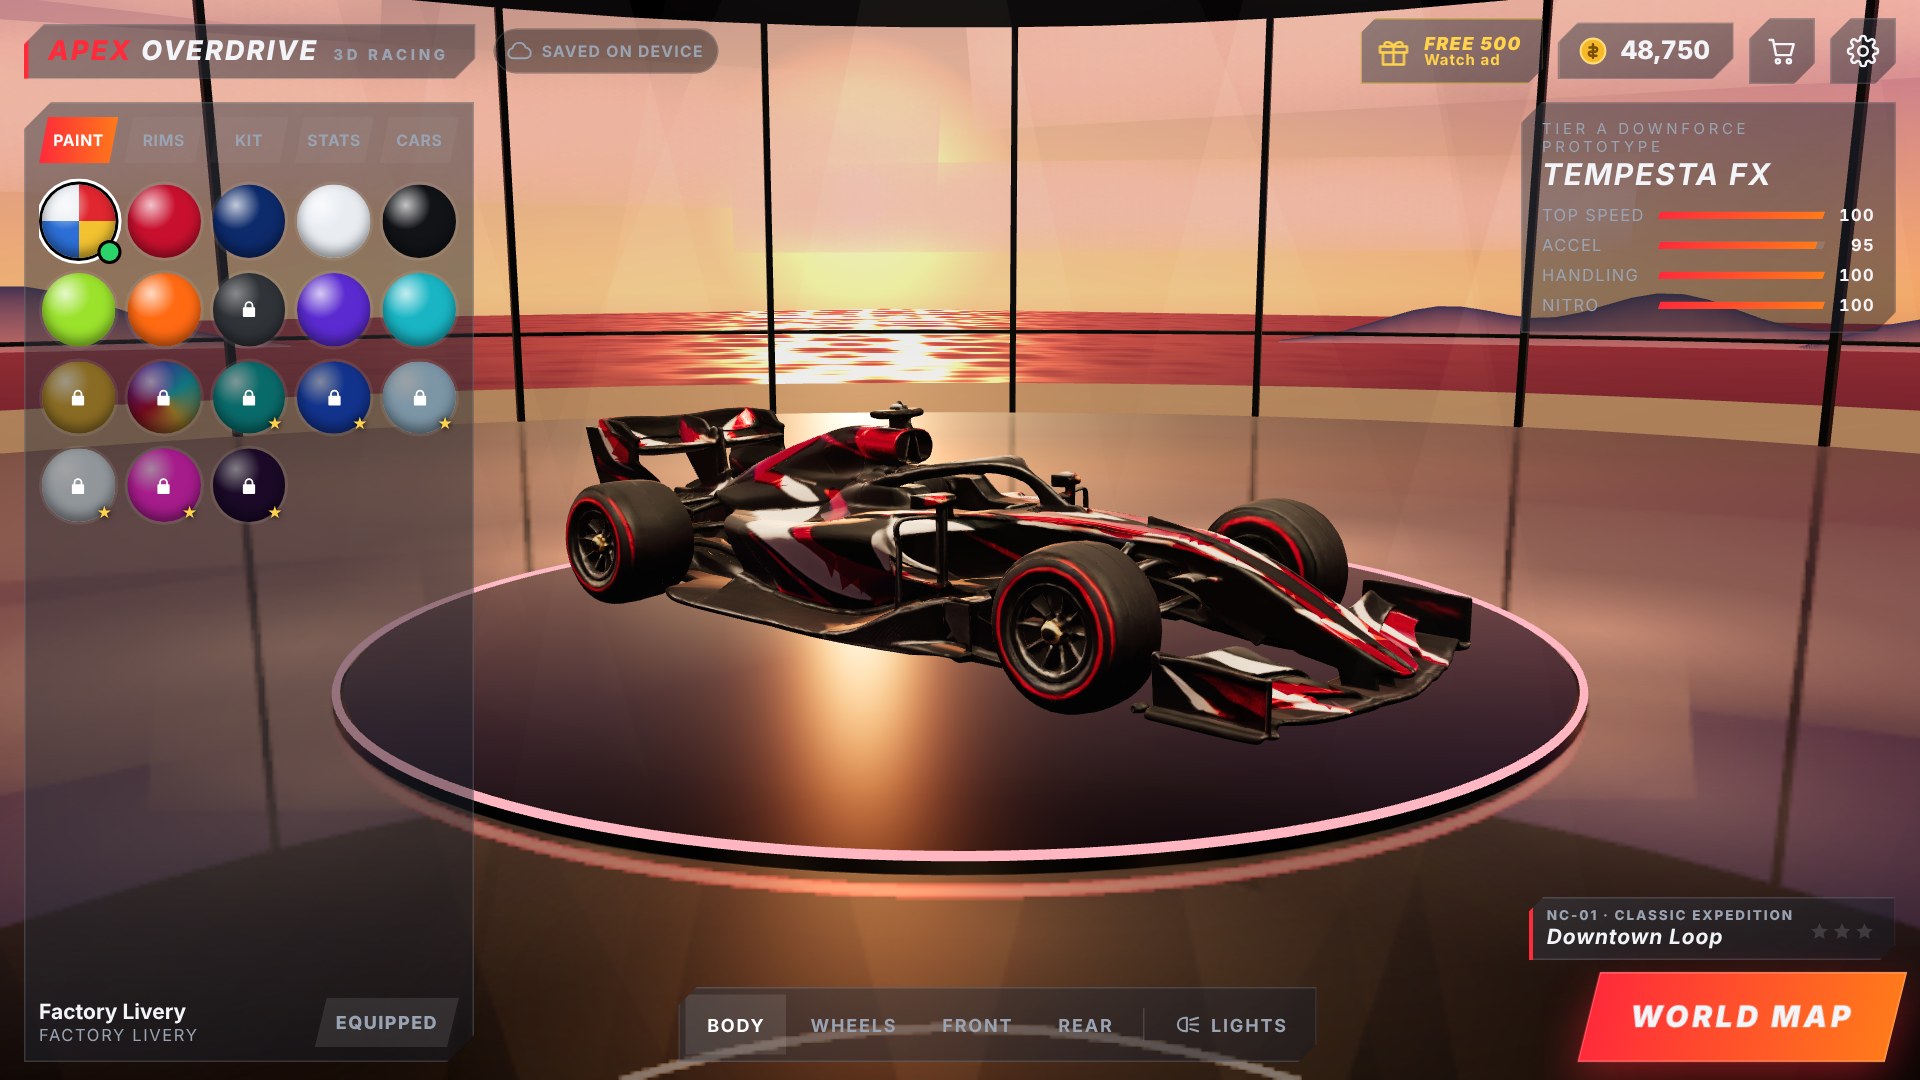 APEX OVERDRIVE 3D RACING
SAVED ON DEVICE
FREE 500
Watch ad
48,750
PAINT RIMS KIT STATS CARS
TIER A DOWNFORCE
PROTOTYPE
TEMPESTA FX
TOP SPEED 100
ACCEL 95
HANDLING 100
NITRO 100
NC-01 · CLASSIC EXPEDITION
Downtown Loop
WORLD MAP
Factory Livery
FACTORY LIVERY
EQUIPPED
BODY WHEELS FRONT REAR LIGHTS